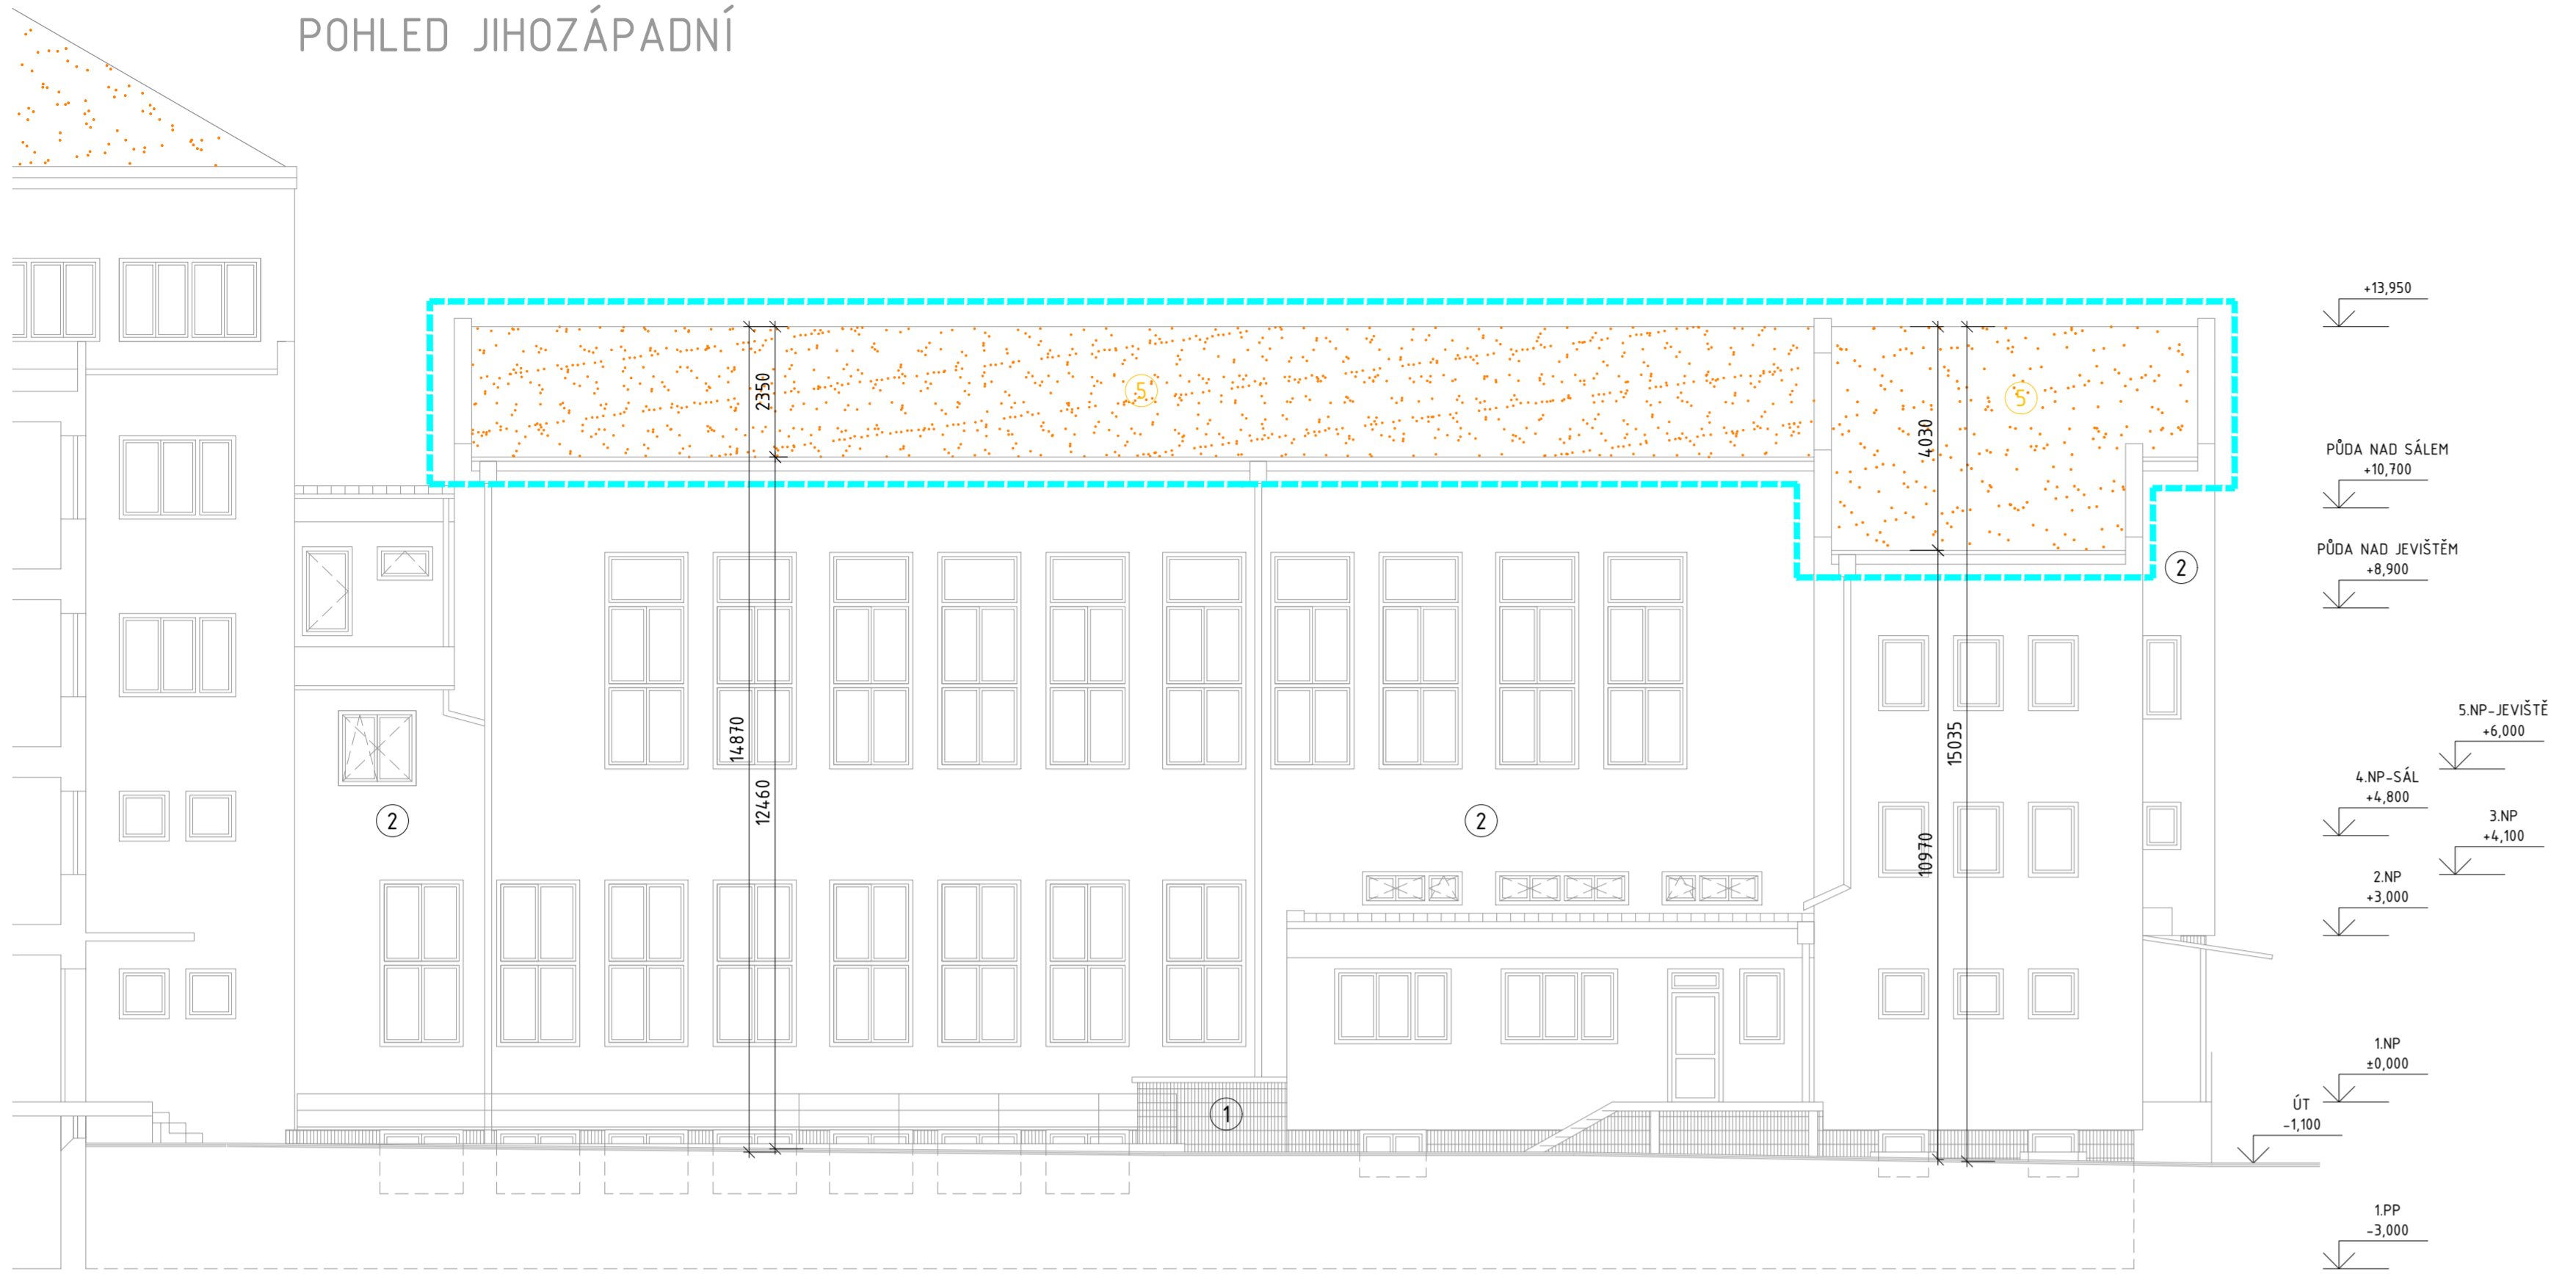 POHLED JIHOZÁPADNÍ
+13,950
2350
5
5
4030
PŮDA NAD SÁLEM
+10,700
PŮDA NAD JEVIŠTĚM
+8,900
2
5.NP-JEVIŠTĚ
+6,000
14870
15035
4.NP-SÁL
+4,800
12460
2
2
3.NP
+4,100
10970
2.NP
+3,000
1.NP
±0,000
1
ÚT
-1,100
1.PP
-3,000